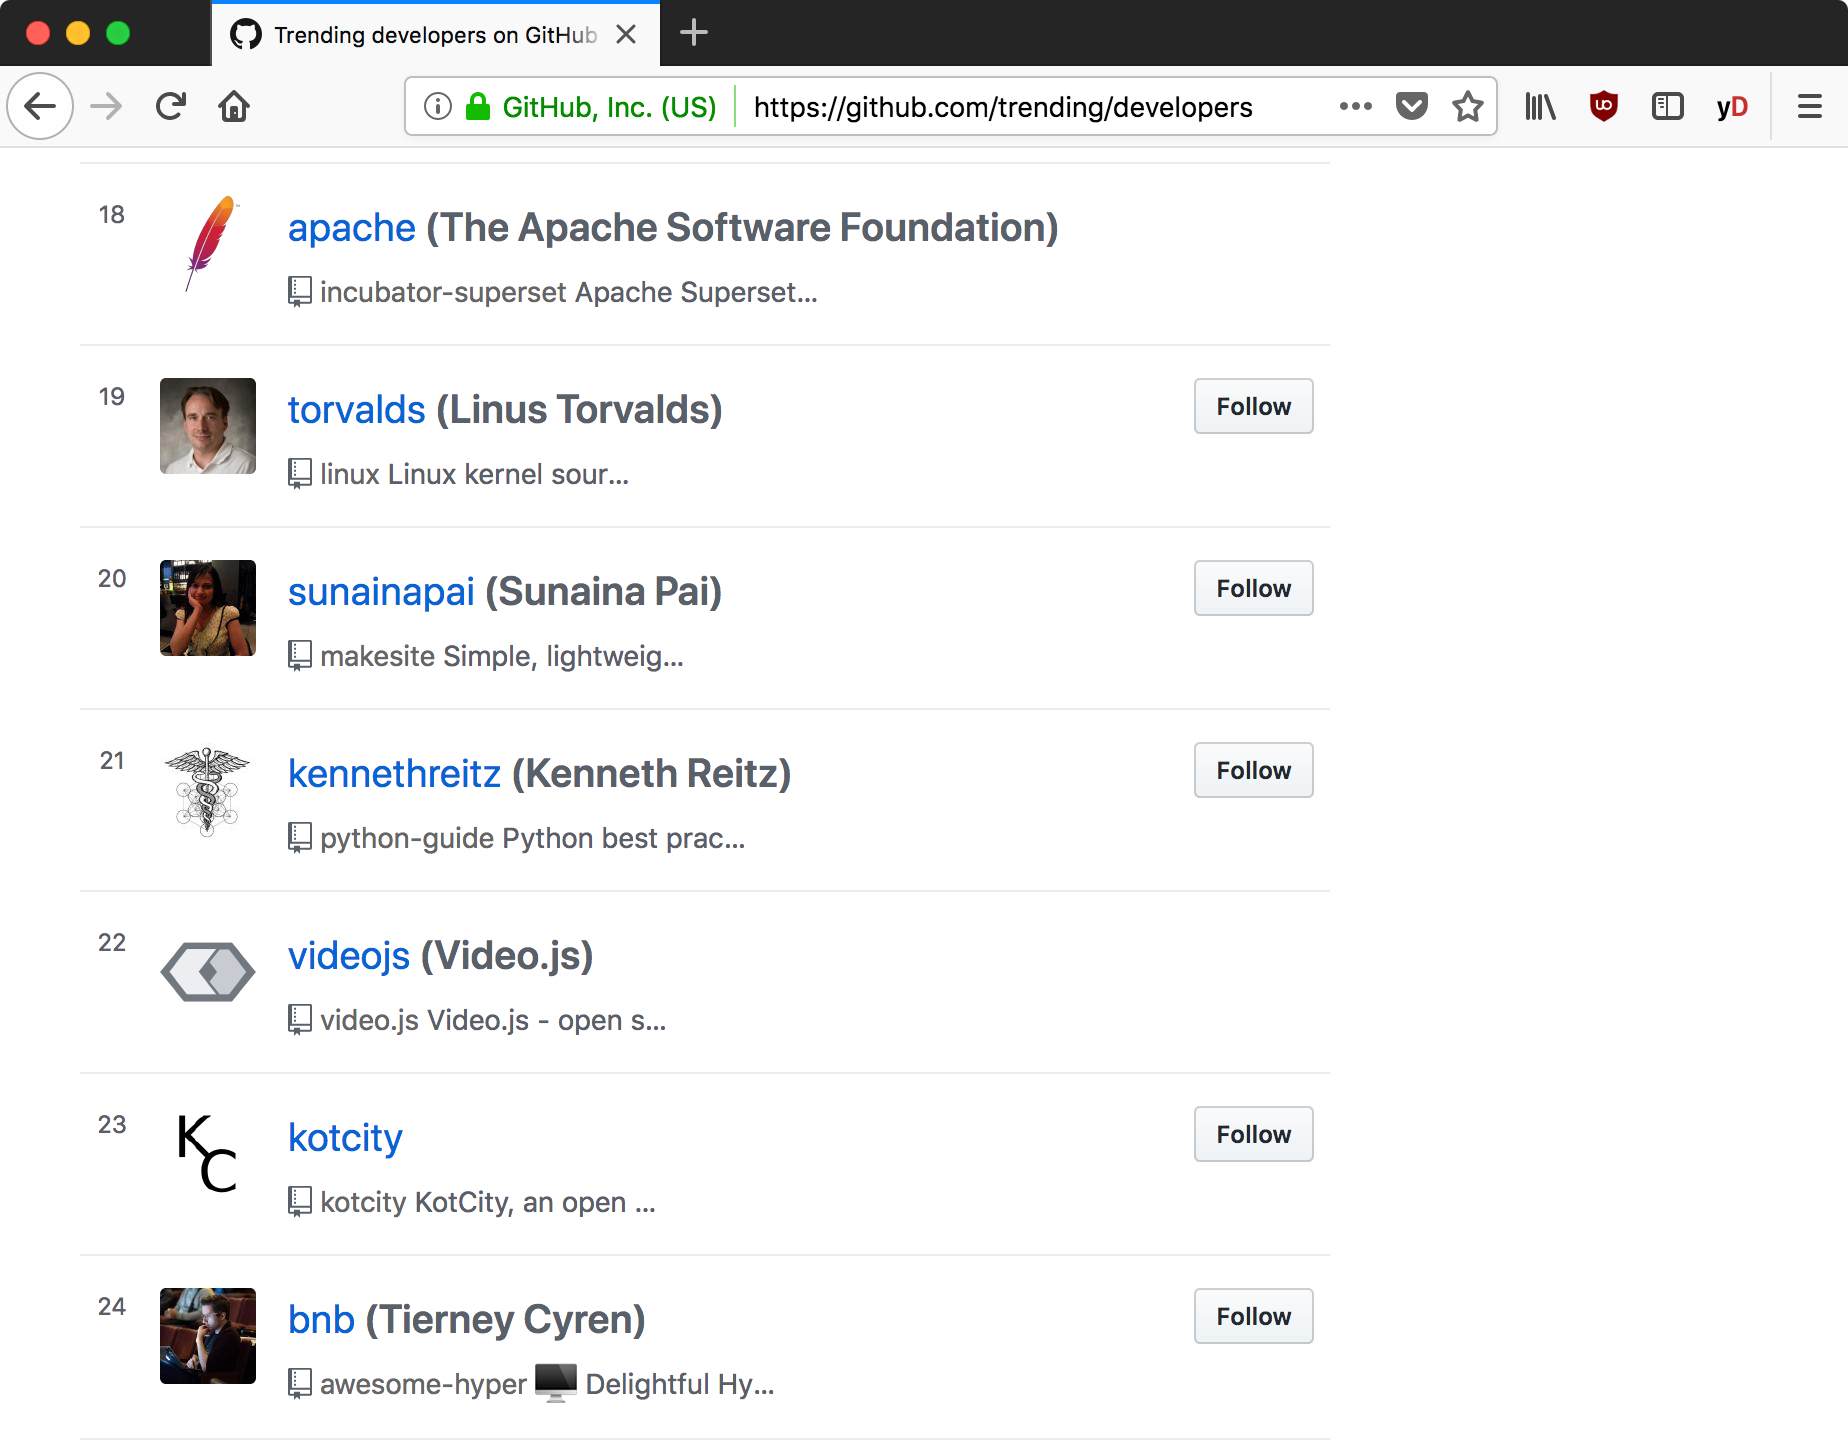 Trending developers on GitHub
GitHub, Inc. (US) https://github.com/trending/developers
yD
18
apache (The Apache Software Foundation)
incubator-superset Apache Superset...
19
torvalds (Linus Torvalds)
Follow
linux Linux kernel sour...
20
sunainapai (Sunaina Pai)
Follow
makesite Simple, lightweig...
21
kennethreitz (Kenneth Reitz)
Follow
python-guide Python best prac...
22
videojs (Video.js)
video.js Video.js - open s...
23
KC
kotcity
Follow
kotcity KotCity, an open ...
24
bnb (Tierney Cyren)
Follow
awesome-hyper 🖥 Delightful Hy...